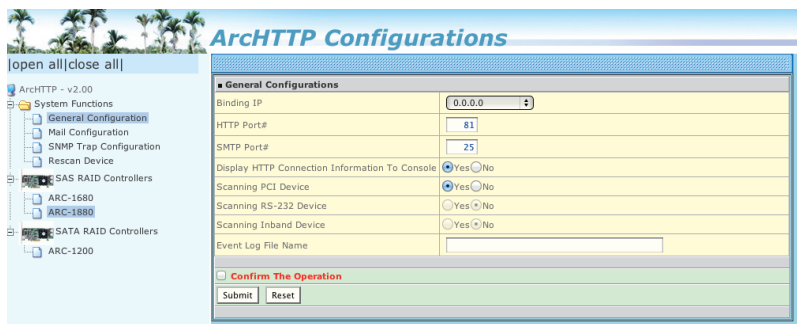 ArcHTTP Configurations
|open all|close all|
ArcHTTP - v2.00
System Functions
General Configuration
Mail Configuration
SNMP Trap Configuration
Rescan Device
SAS RAID Controllers
ARC-1680
ARC-1880
SATA RAID Controllers
ARC-1200
General Configurations
Binding IP 0.0.0.0
HTTP Port# 81
SMTP Port# 25
Display HTTP Connection Information To Console Yes No
Scanning PCI Device Yes No
Scanning RS-232 Device Yes No
Scanning Inband Device Yes No
Event Log File Name
Confirm The Operation
Submit Reset